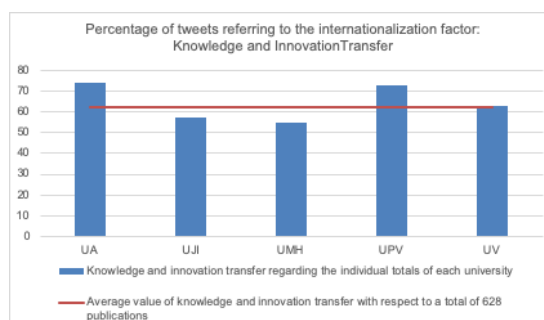 Percentage of tweets referring to the internationalization factor:
Knowledge and InnovationTransfer
80
70
60
50
40
30
20
10
0
UA UJI UMH UPV UV
Knowledge and innovation transfer regarding the individual totals of each university
Average value of knowledge and innovation transfer with respect to a total of 628
publications